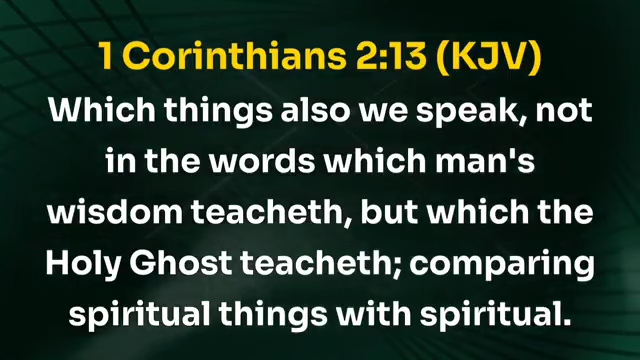 1 Corinthians 2:13 (KJV)
Which things also we speak, not
in the words which man's
wisdom teacheth, but which the
Holy Ghost teacheth; comparing
spiritual things with spiritual.